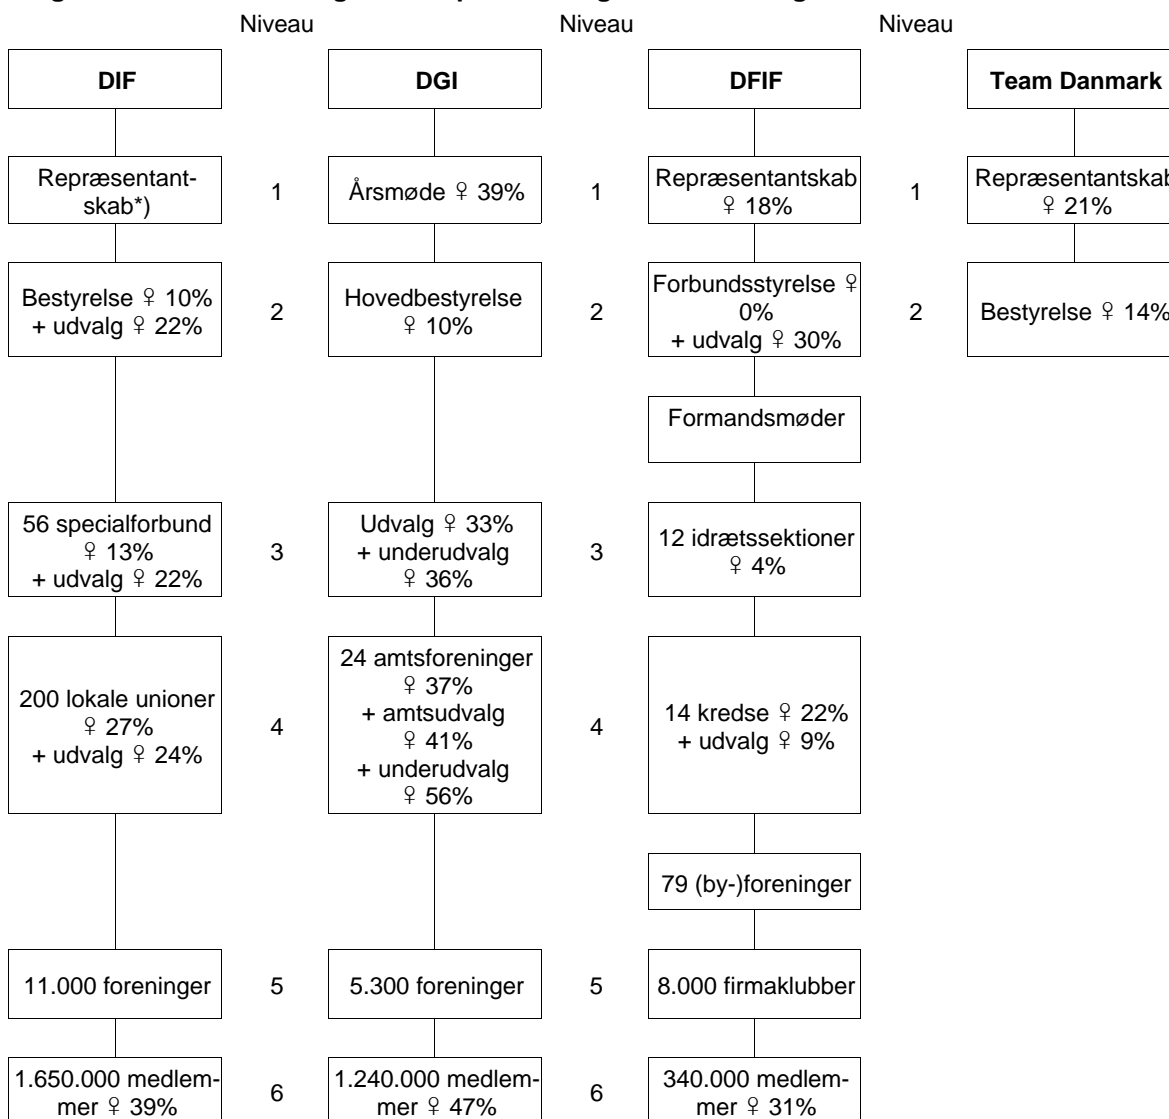 Niveau Niveau Niveau
DIF DGI DFIF Team Danmark
Repræsentant-
skab*)
1
Årsmøde ♀ 39%
1
Repræsentantskab
♀ 18%
1
Repræsentantskab
♀ 21%
Bestyrelse ♀ 10%
+ udvalg ♀ 22%
2
Hovedbestyrelse
♀ 10%
2
Forbundsstyrelse ♀
0%
+ udvalg ♀ 30%
2
Bestyrelse ♀ 14%
Formandsmøder
56 specialforbund
♀ 13%
+ udvalg ♀ 22%
3
Udvalg ♀ 33%
+ underudvalg
♀ 36%
3
12 idrætssektioner
♀ 4%
200 lokale unioner
♀ 27%
+ udvalg ♀ 24%
4
24 amtsforeninger
♀ 37%
+ amtsudvalg
♀ 41%
+ underudvalg
♀ 56%
4
14 kredse ♀ 22%
+ udvalg ♀ 9%
79 (by-)foreninger
11.000 foreninger
5
5.300 foreninger
5
8.000 firmaklubber
1.650.000 medlem-
mer ♀ 39%
6
1.240.000 medlem-
mer ♀ 47%
6
340.000 medlem-
mer ♀ 31%